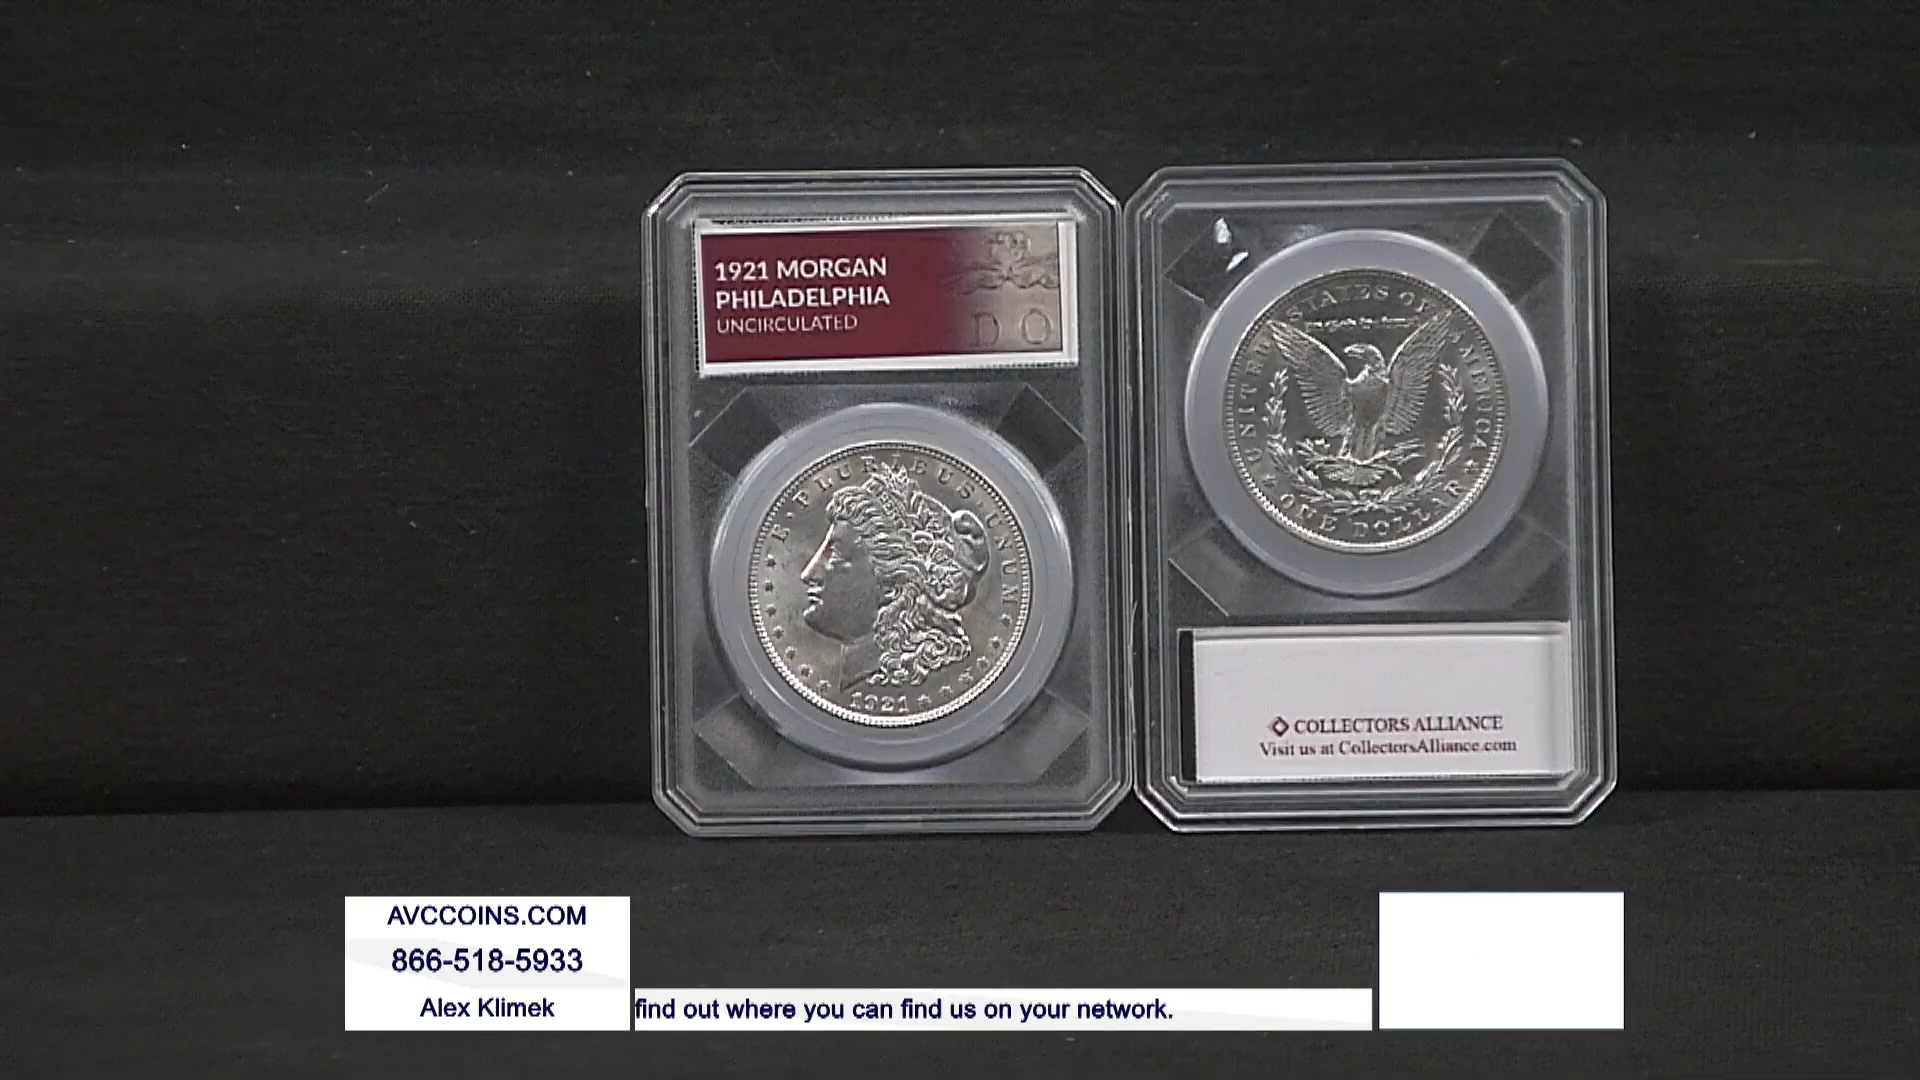 1921 MORGAN
PHILADELPHIA
UNCIRCULATED
D O
E · PLURIBUS · UNUM
1921
UNITED STATES OF AMERICA
ONE DOLLAR
COLLECTORS ALLIANCE
Visit us at CollectorsAlliance.com
AVCCOINS.COM
866-518-5933
Alex Klimek
find out where you can find us on your network.